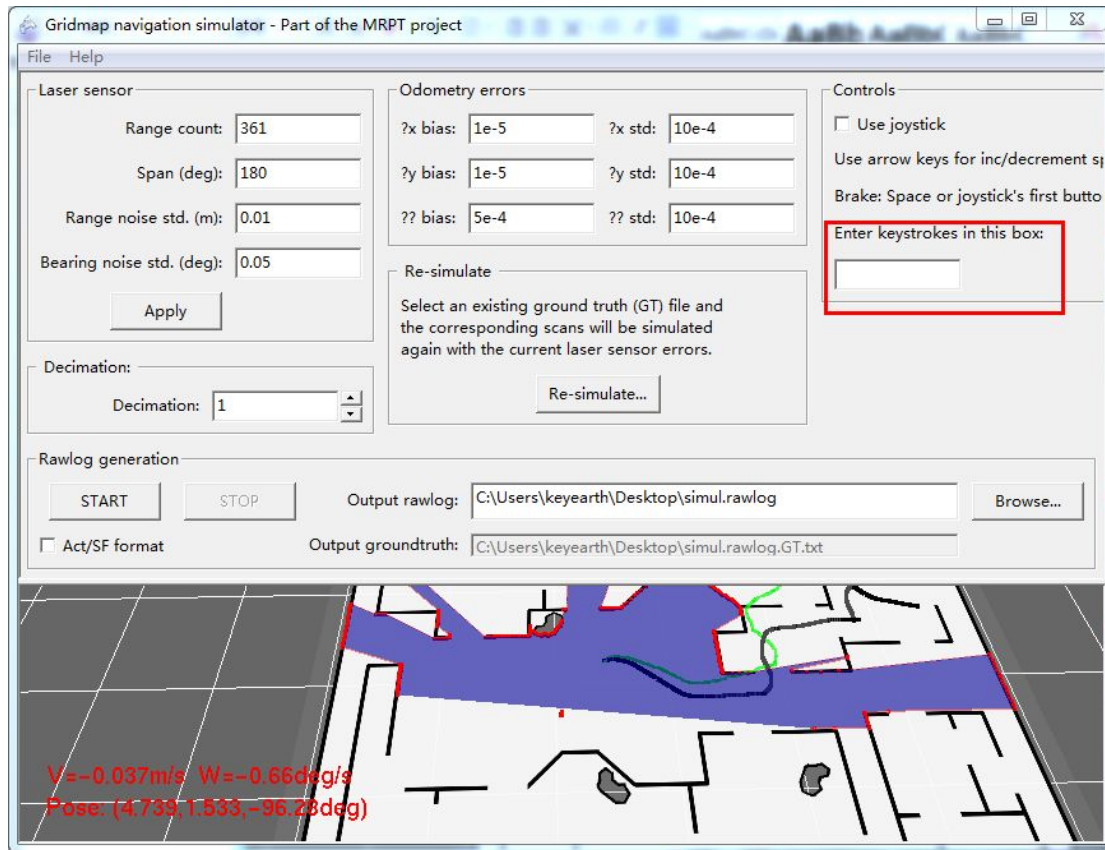 Gridmap navigation simulator - Part of the MRPT project
File Help
Laser sensor
Range count: 361
Span (deg): 180
Range noise std. (m): 0.01
Bearing noise std. (deg): 0.05
Apply
Decimation:
Decimation: 1
Odometry errors
?x bias: 1e-5 ?x std: 10e-4
?y bias: 1e-5 ?y std: 10e-4
?? bias: 5e-4 ?? std: 10e-4
Re-simulate
Select an existing ground truth (GT) file and
the corresponding scans will be simulated
again with the current laser sensor errors.
Re-simulate...
Controls
Use joystick
Use arrow keys for inc/decrement sp
Brake: Space or joystick's first butto
Enter keystrokes in this box:
Rawlog generation
START STOP Output rawlog: C:\Users\keyearth\Desktop\simul.rawlog Browse...
Act/SF format Output groundtruth: C:\Users\keyearth\Desktop\simul.rawlog.GT.txt
V=-0.037m/s W=-0.66deg/s
Pose: (4.739,1.533,-96.28deg)